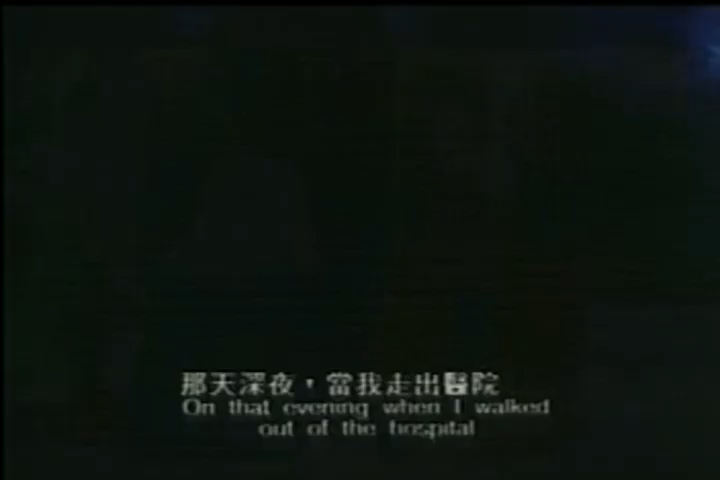 那天深夜，當我走出醫院
On that evening when I walked
out of the hospital